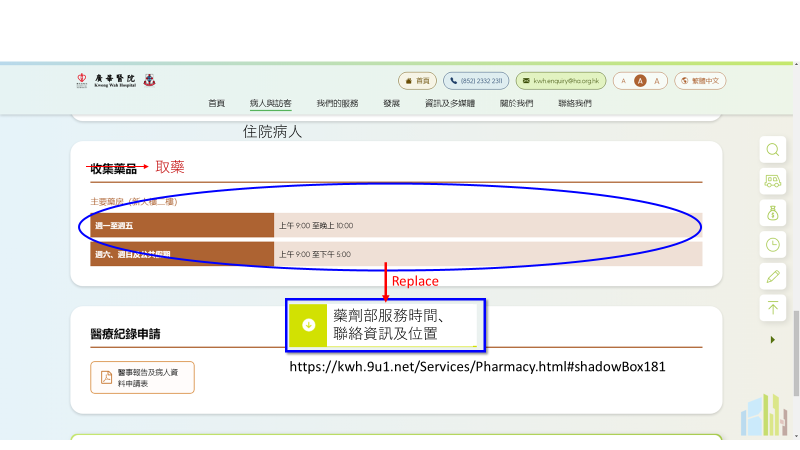 廣華醫院
Kwong Wah Hospital
首頁
(852) 2332 2311
kwh.enquiry@ho.org.hk
A A A
繁體中文
首頁 病人與訪客 我們的服務 發展 資訊及多媒體 關於我們 聯絡我們
住院病人
收集藥品 取藥
主要藥房（新大樓二樓）
週一至週五 上午 9:00 至晚上 10:00
週六、週日及公共假期 上午 9:00 至下午 5:00
Replace
藥劑部服務時間、
聯絡資訊及位置
醫療紀錄申請
https://kwh.9u1.net/Services/Pharmacy.html#shadowBox181
醫事報告及病人資
料申請表